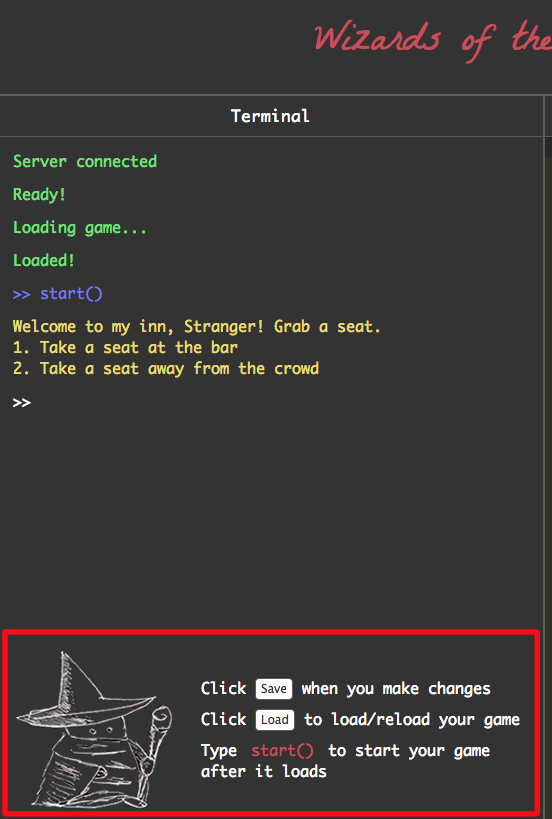 Wizards of the
Terminal
Server connected
Ready!
Loading game...
Loaded!
>> start()
Welcome to my inn, Stranger! Grab a seat.
1. Take a seat at the bar
2. Take a seat away from the crowd
>>
Click Save when you make changes
Click Load to load/reload your game
Type start() to start your game
after it loads